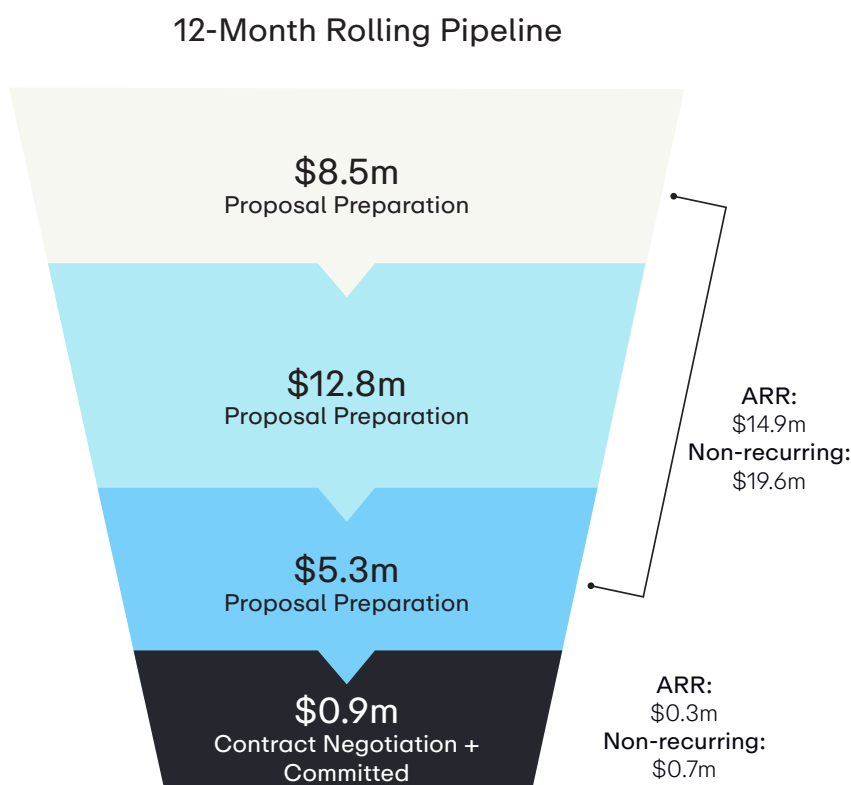 12-Month Rolling Pipeline
$8.5m
Proposal Preparation
$12.8m
Proposal Preparation
ARR:
$14.9m
Non-recurring:
$19.6m
$5.3m
Proposal Preparation
$0.9m
Contract Negotiation +
Committed
ARR:
$0.3m
Non-recurring:
$0.7m